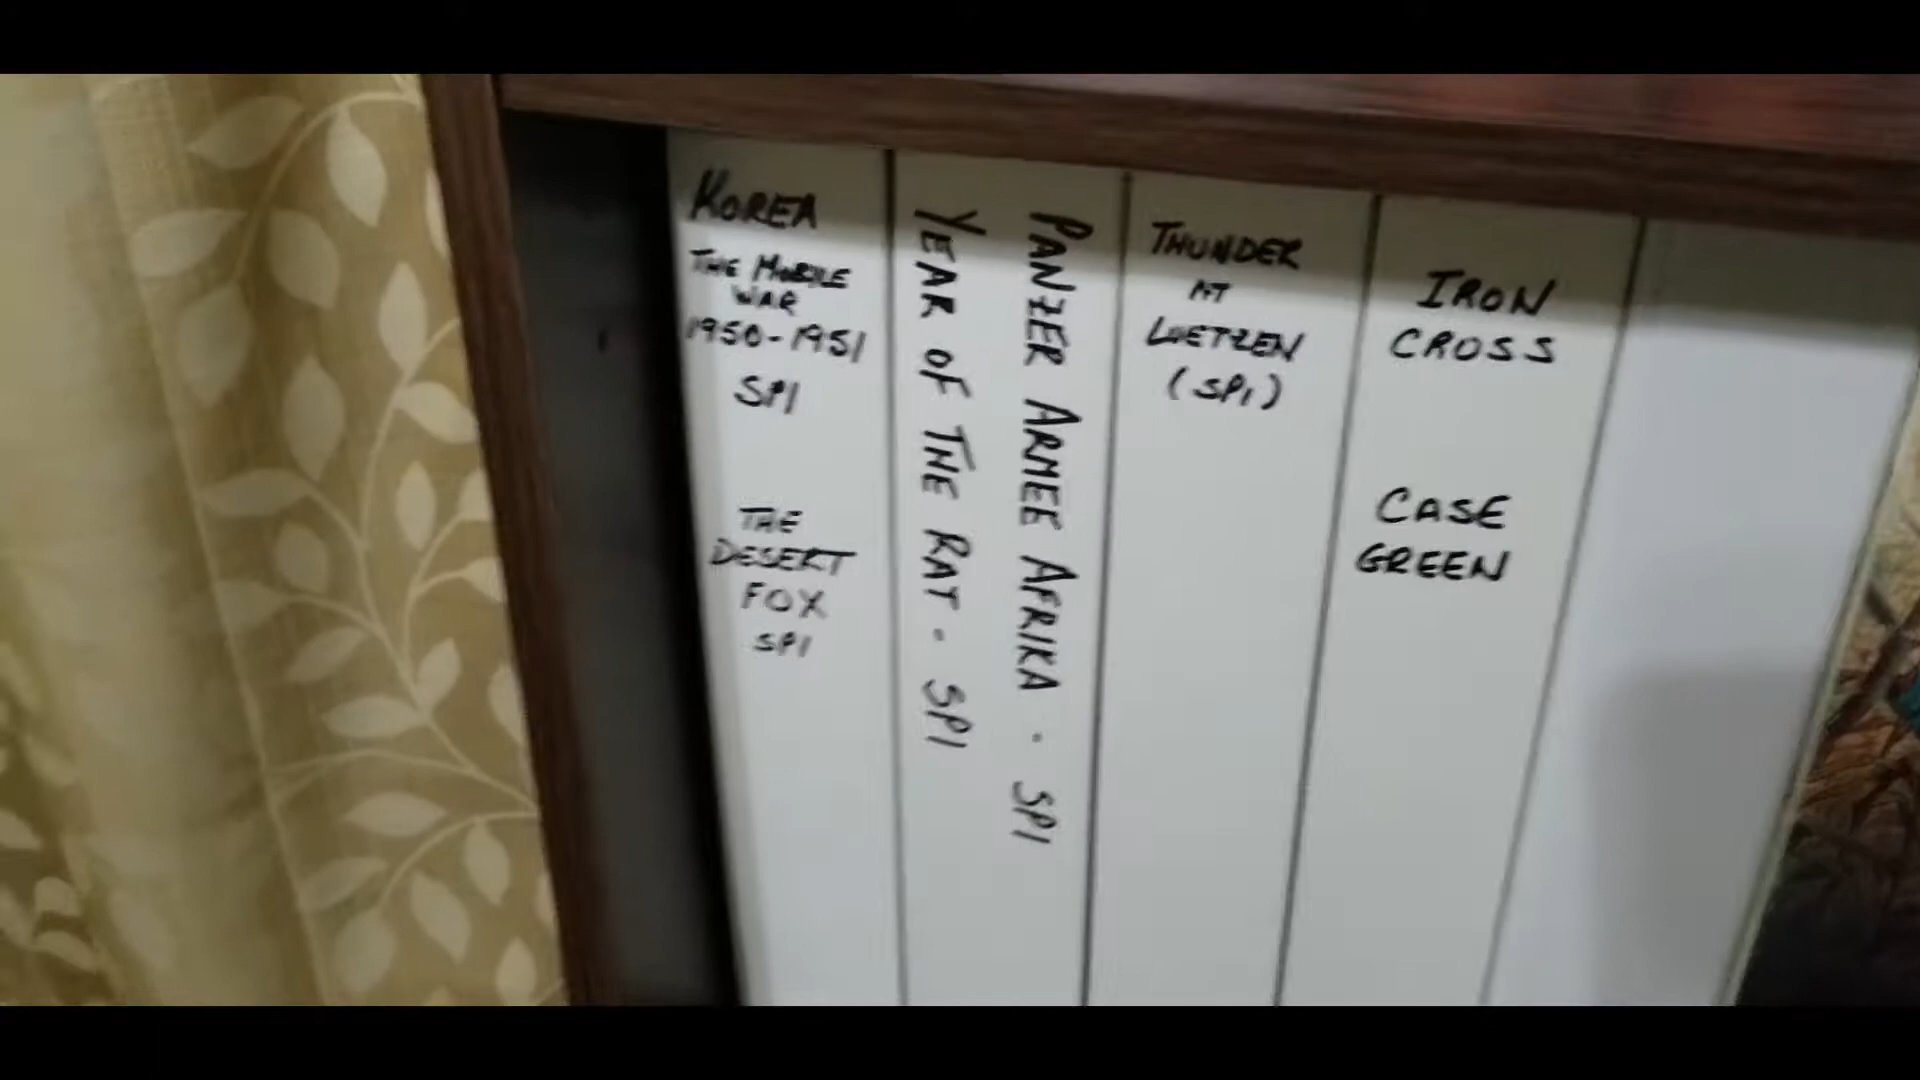 KOREA
THE MOBILE
WAR
1950-1951
SPI
THE
DESERT
FOX
SPI
YEAR OF THE RAT - SPI
PANZER ARMEE AFRIKA - SPI
THUNDER
AT
LUETZEN
(SPI)
IRON
CROSS
CASE
GREEN